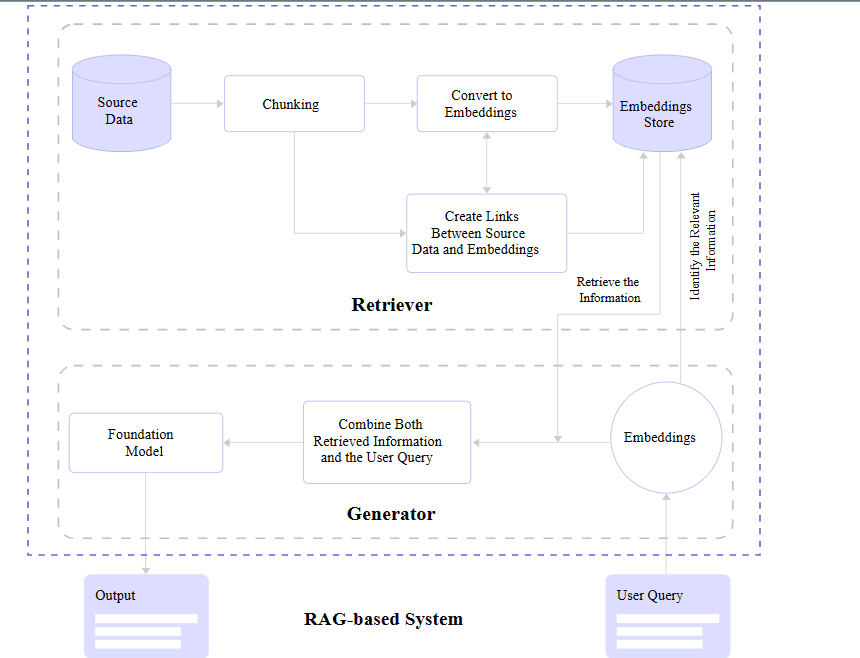 Source
Data
Chunking
Convert to
Embeddings
Embeddings
Store
Create Links
Between Source
Data and Embeddings
Retrieve the
Information
Identify the Relevant
Information
Retriever
Foundation
Model
Combine Both
Retrieved Information
and the User Query
Embeddings
Generator
Output
User Query
RAG-based System